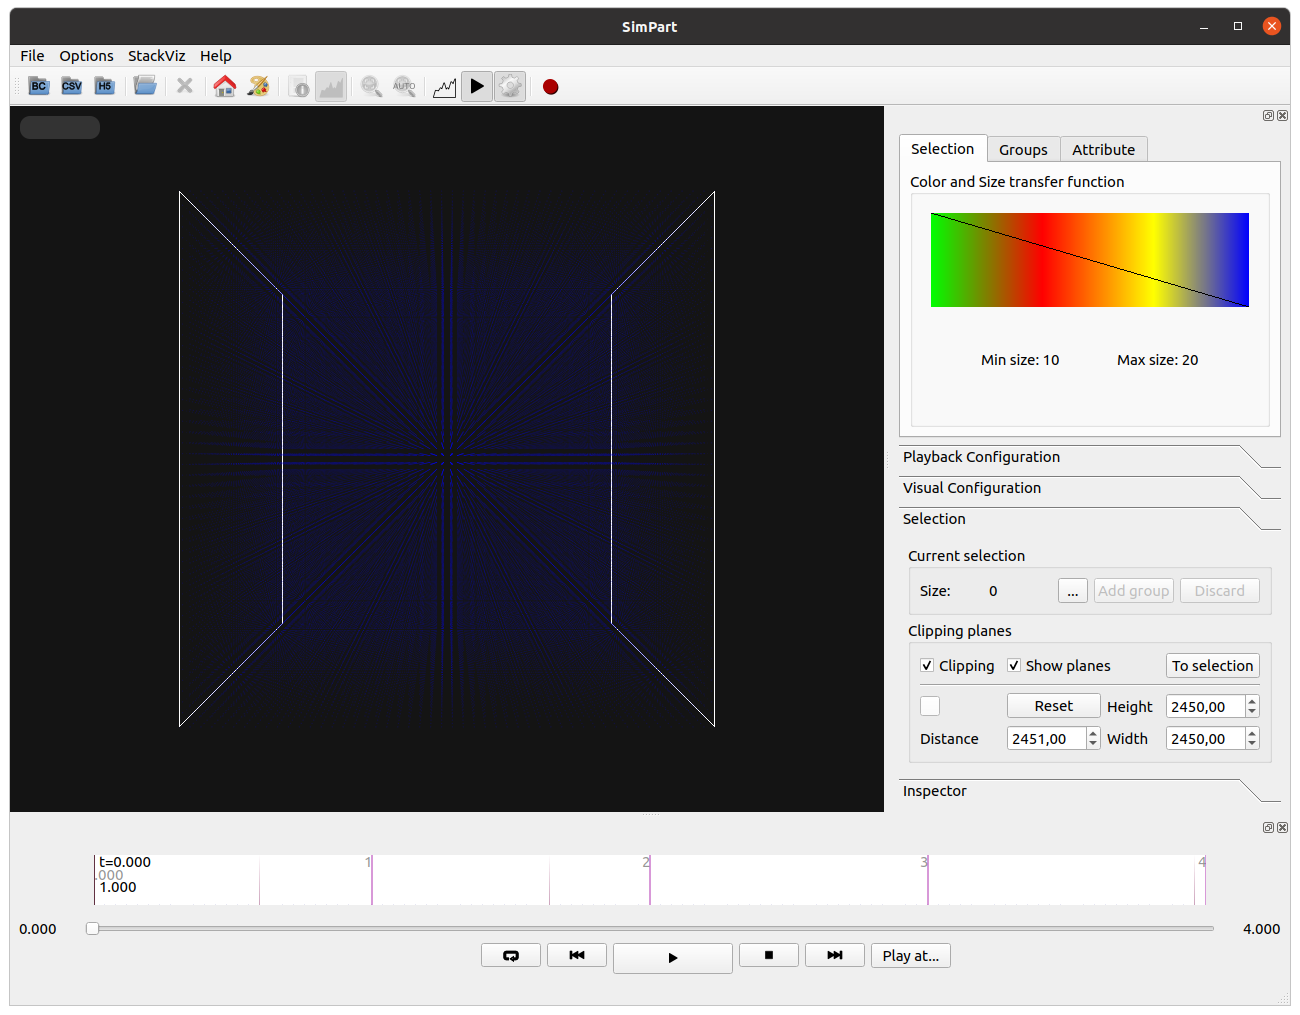 SimPart
File Options StackViz Help
BC CSV H5 AUTO
Selection Groups Attribute
Color and Size transfer function
Min size: 10 Max size: 20
Playback Configuration
Visual Configuration
Selection
Current selection
Size: 0 ... Add group Discard
Clipping planes
Clipping Show planes To selection
Reset Height 2450,00
Distance 2451,00 Width 2450,00
Inspector
t=0.000 1 2 3 4
.000
1.000
0.000 4.000
Play at...